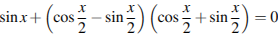 sin x + (cos x/2 − sin x/2) (cos x/2 + sin x/2) = 0